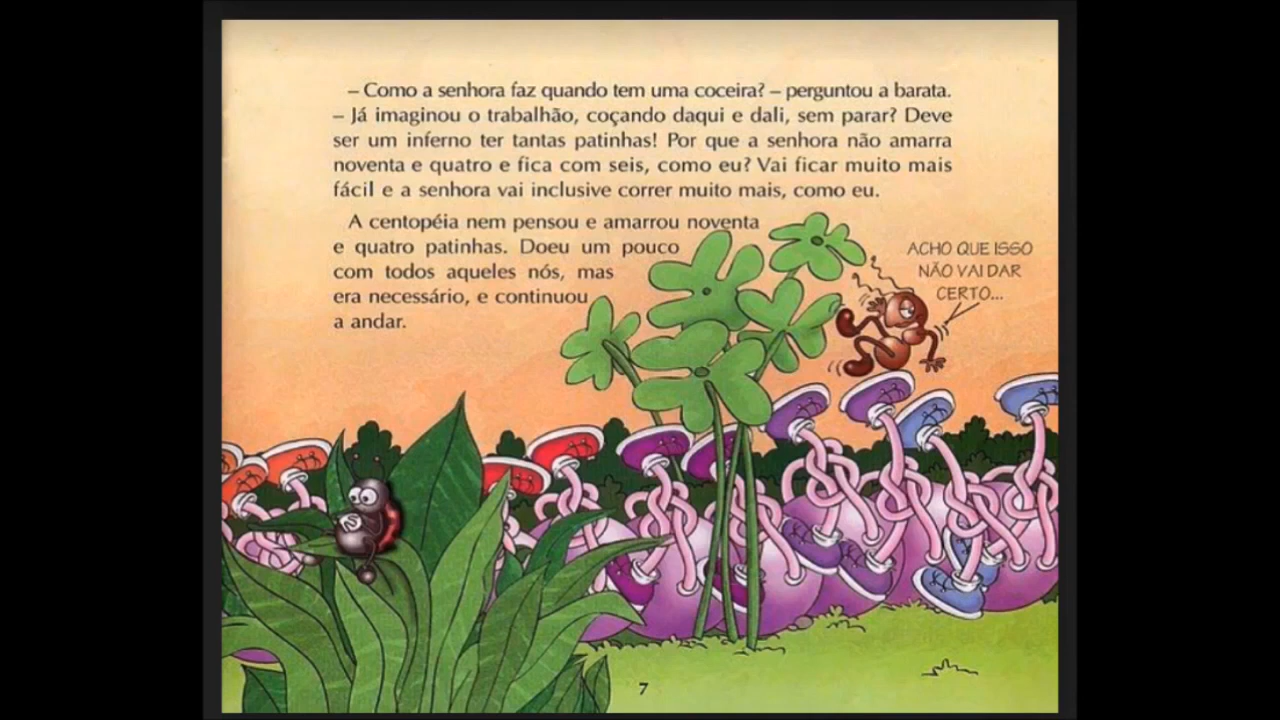 – Como a senhora faz quando tem uma coceira? – perguntou a barata.
– Já imaginou o trabalhão, coçando daqui e dali, sem parar? Deve
ser um inferno ter tantas patinhas! Por que a senhora não amarra
noventa e quatro e fica com seis, como eu? Vai ficar muito mais
fácil e a senhora vai inclusive correr muito mais, como eu.
A centopéia nem pensou e amarrou noventa
e quatro patinhas. Doeu um pouco
com todos aqueles nós, mas
era necessário, e continuou
a andar.
ACHO QUE ISSO
NÃO VAI DAR
CERTO...
7